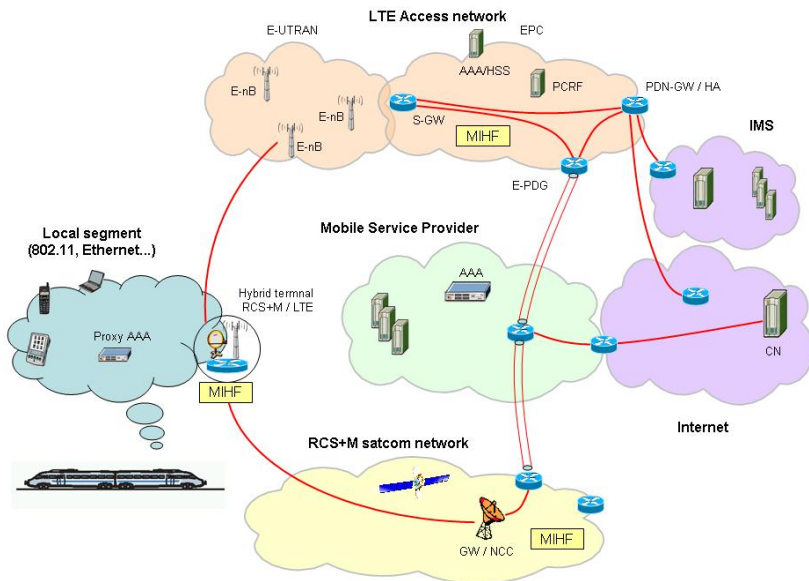 LTE Access network
E-UTRAN
EPC
AAA/HSS
E-nB
PCRF
PDN-GW / HA
E-nB
S-GW
IMS
E-nB
MIHF
E-PDG
Local segment
(802.11, Ethernet...)
Mobile Service Provider
AAA
Hybrid termnal
RCS+M / LTE
Proxy AAA
CN
MIHF
Internet
RCS+M satcom network
GW / NCC
MIHF